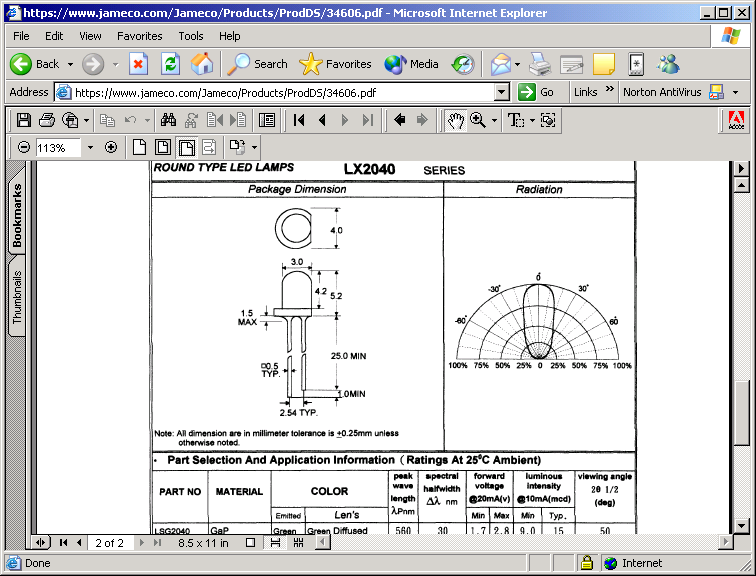 https://www.jameco.com/Jameco/Products/ProdDS/34606.pdf - Microsoft Internet Explorer
File Edit View Favorites Tools Help
Back Search Favorites Media
Address https://www.jameco.com/Jameco/Products/ProdDS/34606.pdf Go Links » Norton AntiVirus
T
Adobe
113%
Bookmarks
Thumbnails
ROUND TYPE LED LAMPS LX2040 SERIES
Package Dimension Radiation
4.0
3.0
4.2 5.2
1.5
MAX
25.0 MIN
□0.5
TYP.
1.0MIN
2.54 TYP.
0°
-30° 30°
-60° 60°
100% 75% 50% 25% 0 25% 50% 75% 100%
Note: All dimension are in millimeter tolerance is ±0.25mm unless
otherwise noted.
· Part Selection And Application Information ( Ratings At 25°C Ambient)
PART NO MATERIAL COLOR peak wave length λPnm spectral halfwidth Δλ nm forward voltage @20mA(v) luminous intensity @10mA(mcd) viewing angle 2θ 1/2 (deg)
Emitted Len's Min Max Min Typ.
LSG2040 GaP Green Green Diffused 560 30 1.7 2.8 9.0 15 50
2 of 2 8.5 x 11 in
Done Internet